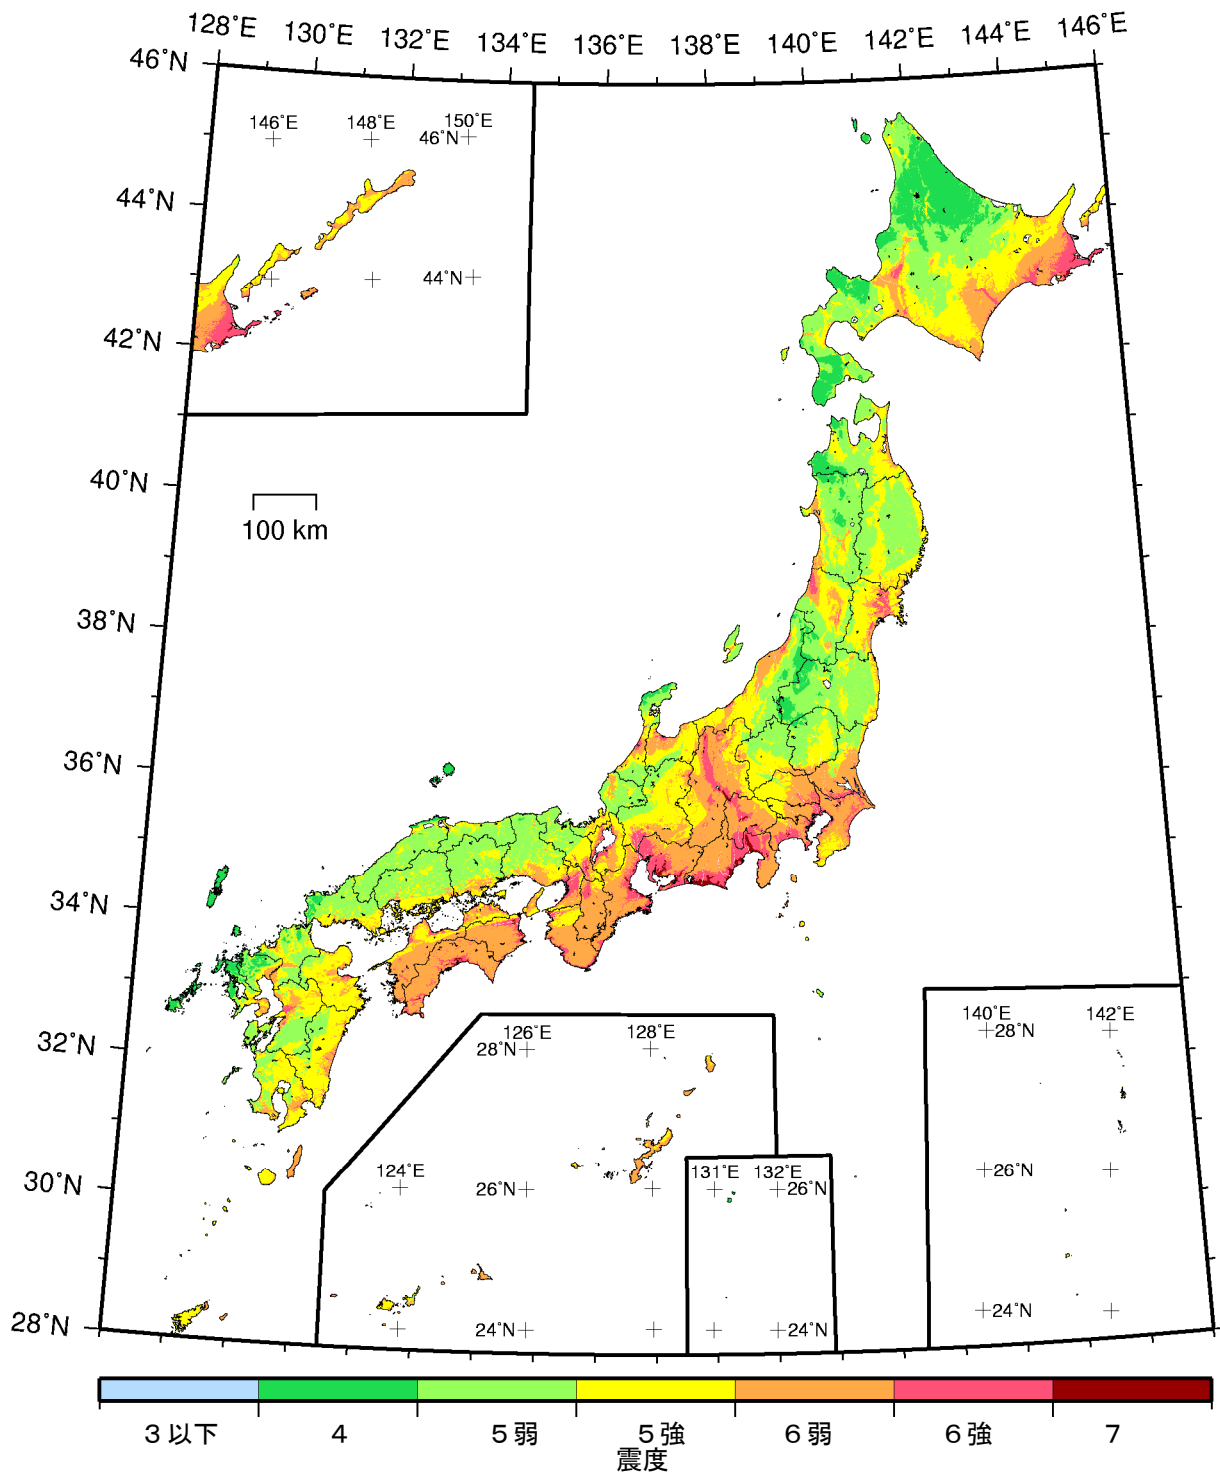 128°E 130°E 132°E 134°E 136°E 138°E 140°E 142°E 144°E 146°E
46°N
146°E 148°E 150°E
46°N
44°N
44°N
42°N
40°N
100 km
38°N
36°N
34°N
32°N
30°N
28°N
126°E 128°E
28°N
124°E
26°N
24°N
131°E 132°E
26°N
24°N
140°E 142°E
28°N
26°N
24°N
3以下 4 5弱 5強 6弱 6強 7
震度